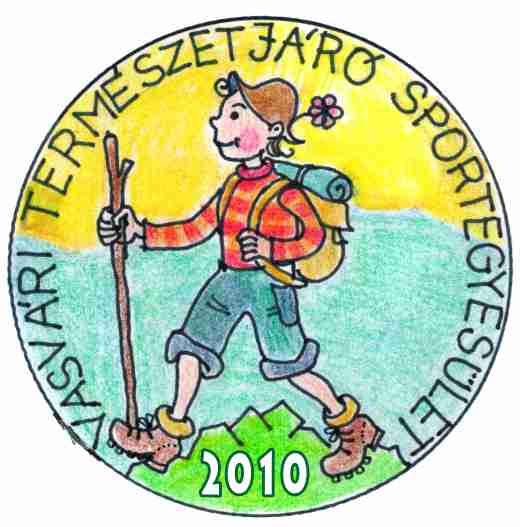 VASVÁRI TERMÉSZETJÁRÓ SPORTEGYESÜLET
2010